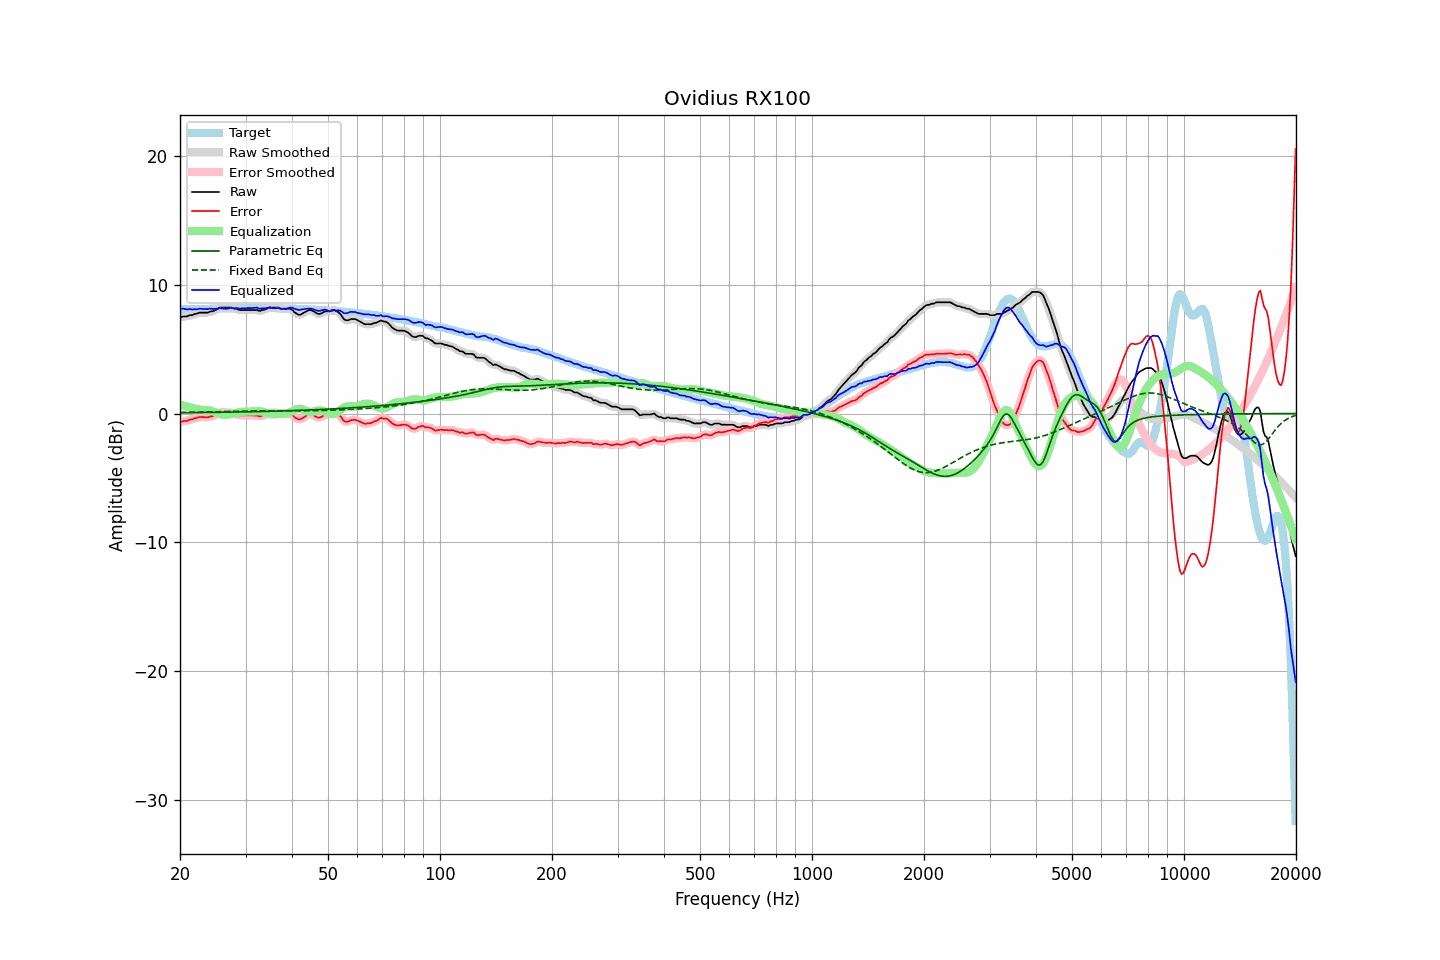 Ovidius RX100
Target
Raw Smoothed
Error Smoothed
Raw
Error
Equalization
Parametric Eq
Fixed Band Eq
Equalized
20
10
0
−10
−20
−30
Amplitude (dBr)
20 50 100 200 500 1000 2000 5000 10000 20000
Frequency (Hz)